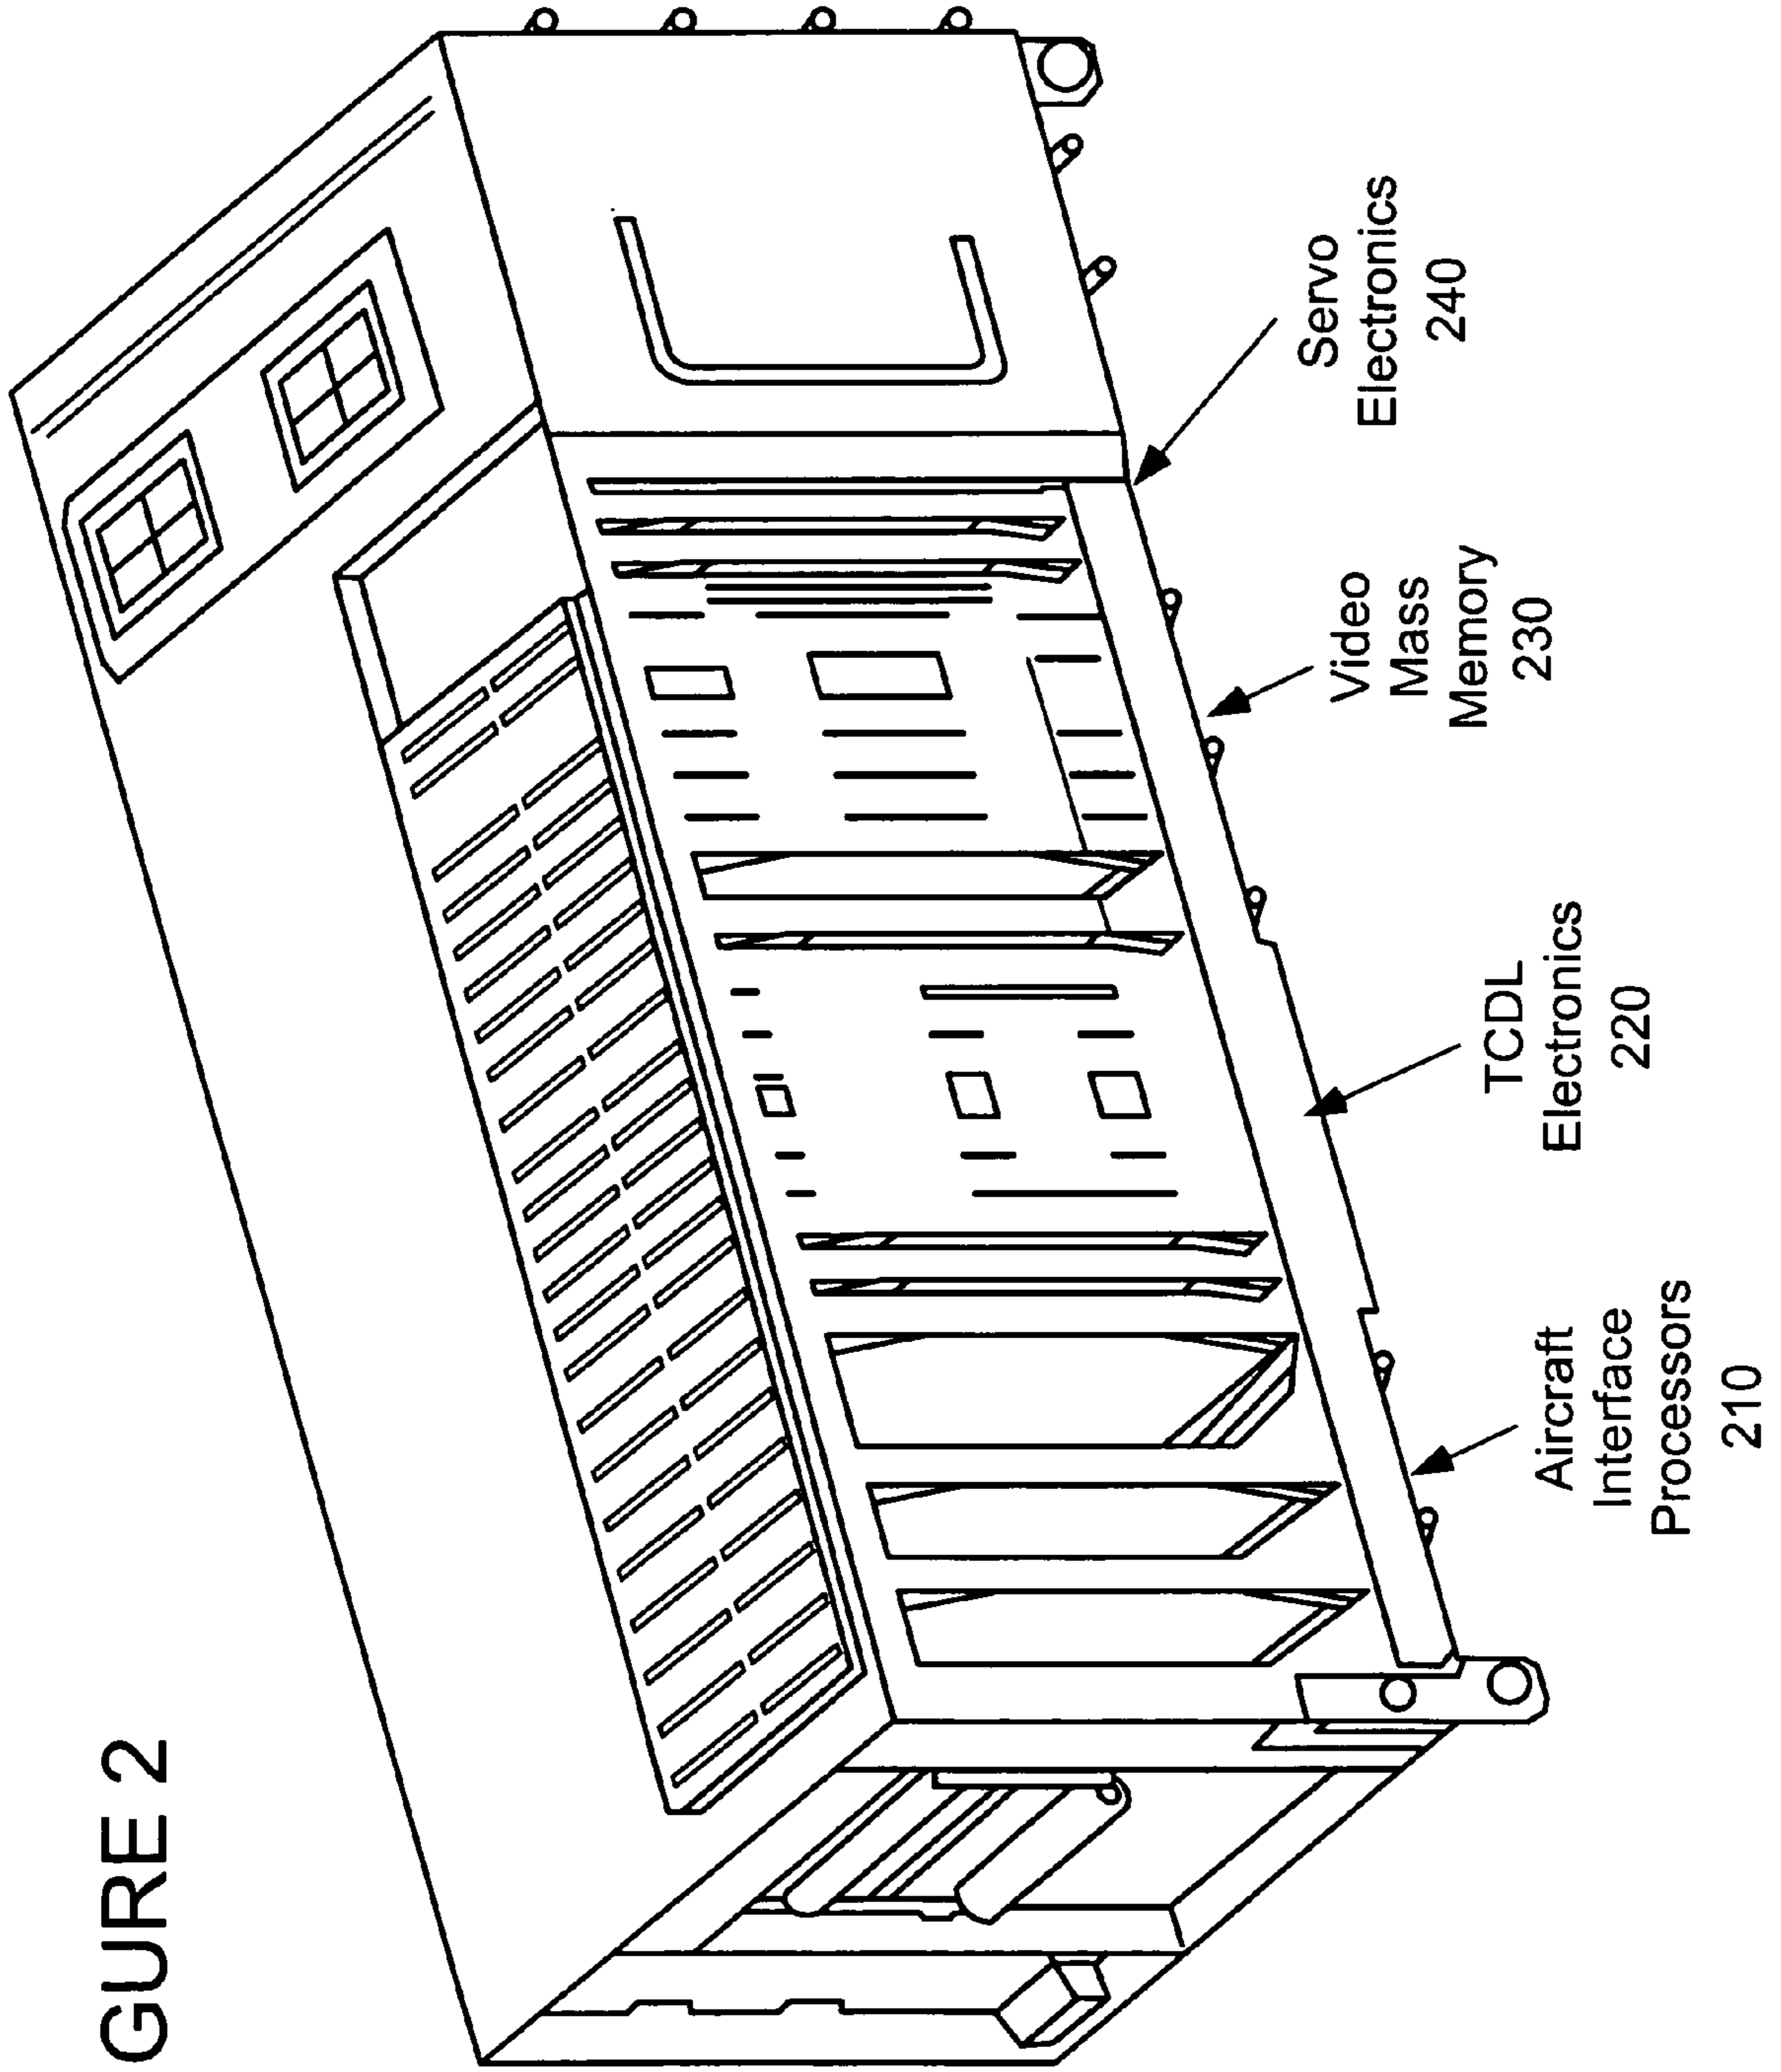 GURE 2
Aircraft
Interface
Processors
210
TCDL
Electronics
220
Video
Mass
Memory
230
Servo
Electronics
240